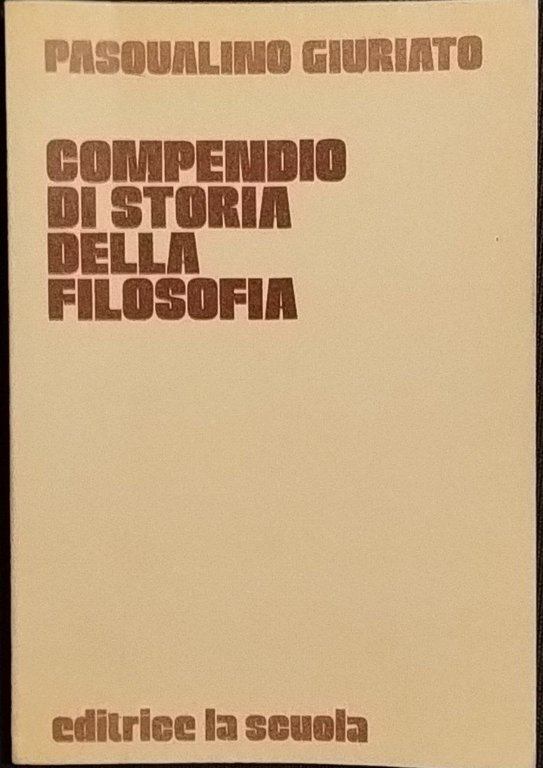 PASQUALINO GIURIATO
COMPENDIO
DI STORIA
DELLA
FILOSOFIA
editrice la scuola